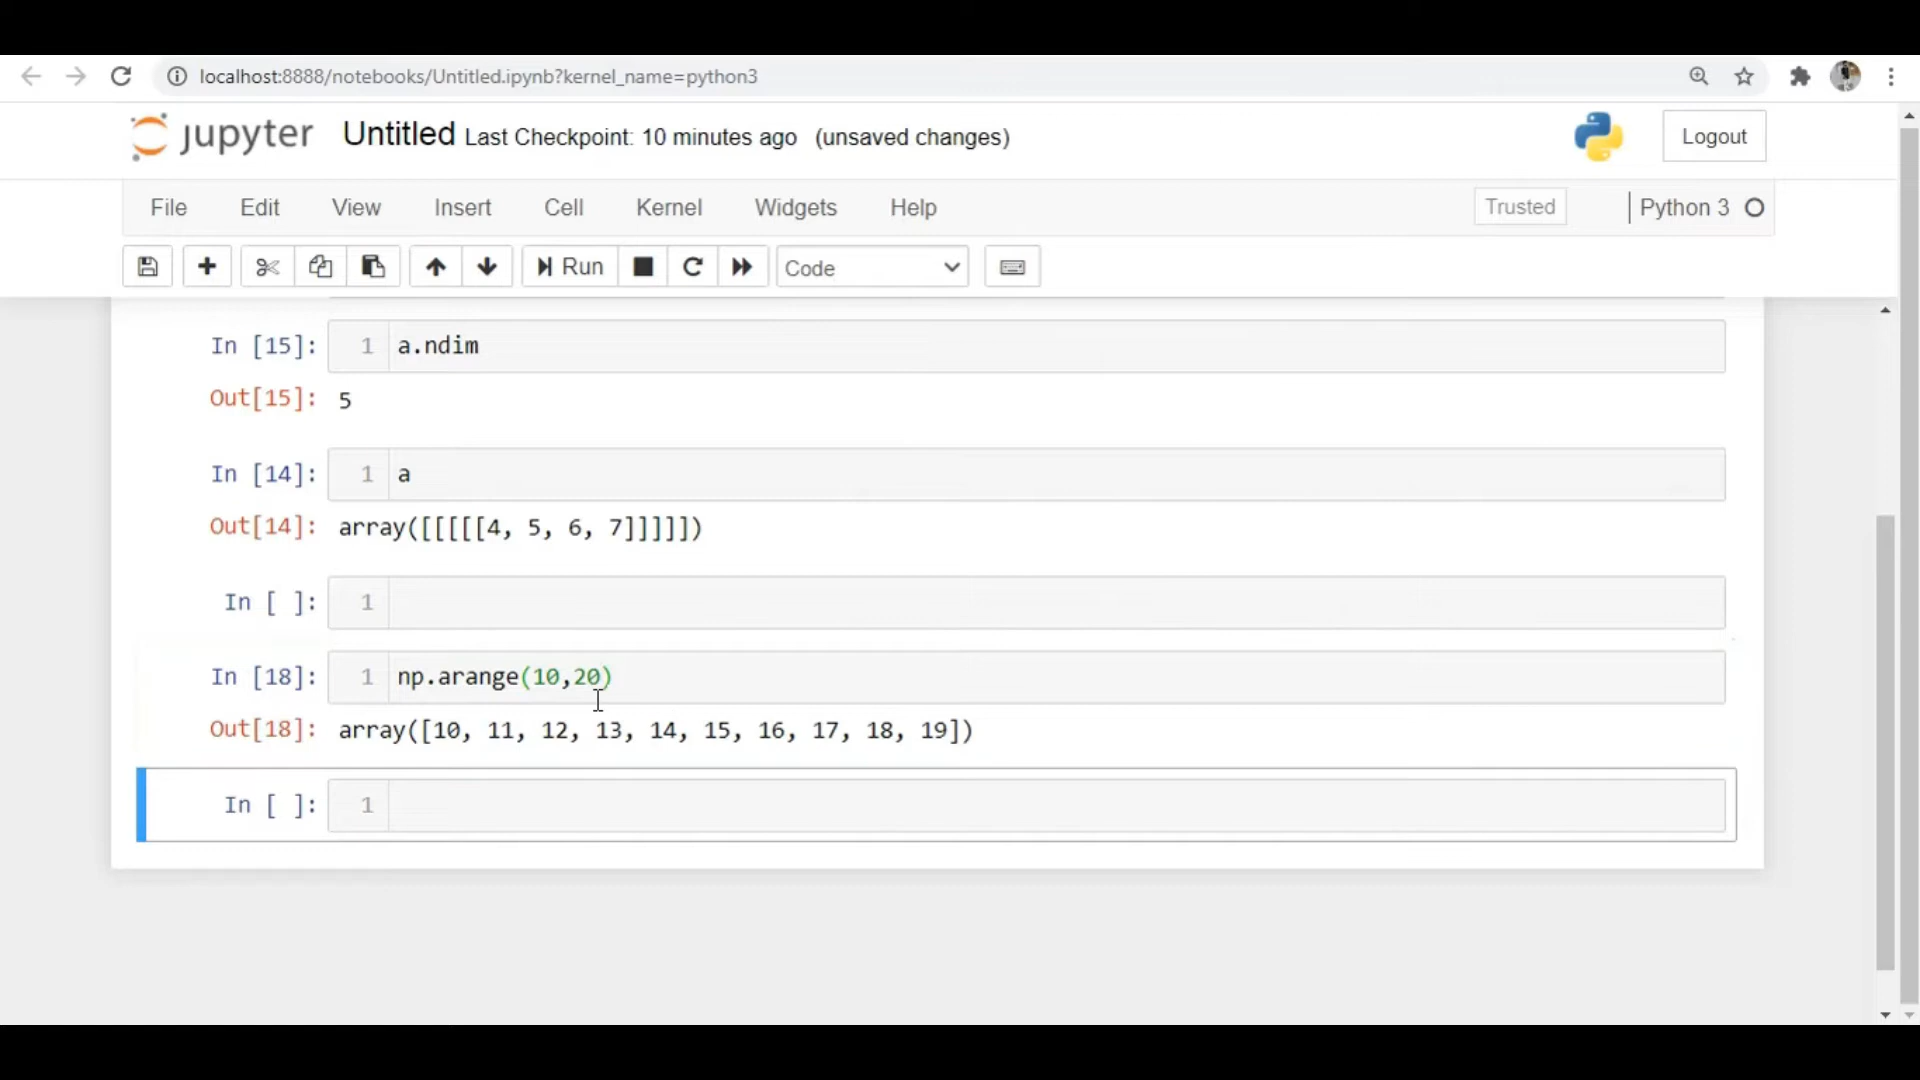 localhost:8888/notebooks/Untitled.ipynb?kernel_name=python3
jupyter Untitled Last Checkpoint: 10 minutes ago (unsaved changes) Logout
File Edit View Insert Cell Kernel Widgets Help Trusted Python 3
Run Code
In [15]: 1 a.ndim
Out[15]: 5
In [14]: 1 a
Out[14]: array([[[[[4, 5, 6, 7]]]]])
In [ ]: 1
In [18]: 1 np.arange(10,20)
Out[18]: array([10, 11, 12, 13, 14, 15, 16, 17, 18, 19])
In [ ]: 1